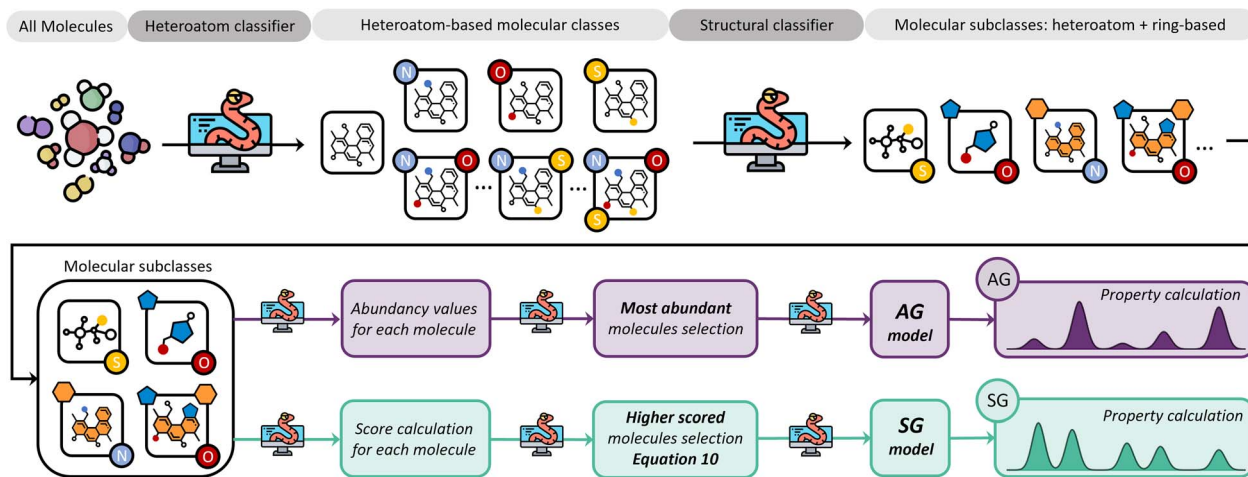 All Molecules
Heteroatom classifier
Heteroatom-based molecular classes
Structural classifier
Molecular subclasses: heteroatom + ring-based
N
O
S
N
O
N
S
N
O
S
...
...
S
O
N
O
...
Molecular subclasses
S
O
N
O
Abundancy values
for each molecule
Most abundant
molecules selection
AG
model
AG
Property calculation
Score calculation
for each molecule
Higher scored
molecules selection
Equation 10
SG
model
SG
Property calculation